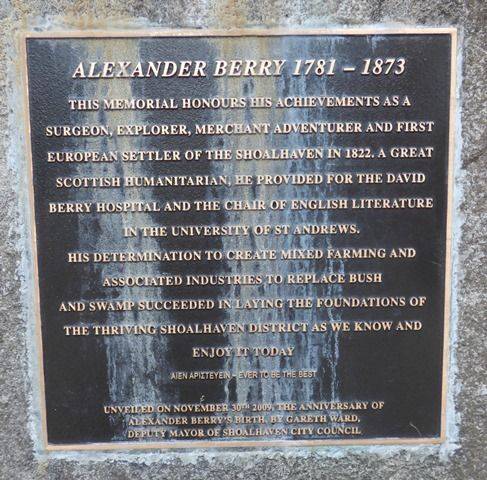 ALEXANDER BERRY 1781 – 1873
THIS MEMORIAL HONOURS HIS ACHIEVEMENTS AS A
SURGEON, EXPLORER, MERCHANT ADVENTURER AND FIRST
EUROPEAN SETTLER OF THE SHOALHAVEN IN 1822. A GREAT
SCOTTISH HUMANITARIAN, HE PROVIDED FOR THE DAVID
BERRY HOSPITAL AND THE CHAIR OF ENGLISH LITERATURE
IN THE UNIVERSITY OF ST ANDREWS.
HIS DETERMINATION TO CREATE MIXED FARMING AND
ASSOCIATED INDUSTRIES TO REPLACE BUSH
AND SWAMP SUCCEEDED IN LAYING THE FOUNDATIONS OF
THE THRIVING SHOALHAVEN DISTRICT AS WE KNOW AND
ENJOY IT TODAY
AIEN APIΣTEYEIN – EVER TO BE THE BEST
UNVEILED ON NOVEMBER 30TH 2009, THE ANNIVERSARY OF
ALEXANDER BERRY'S BIRTH, BY GARETH WARD,
DEPUTY MAYOR OF SHOALHAVEN CITY COUNCIL